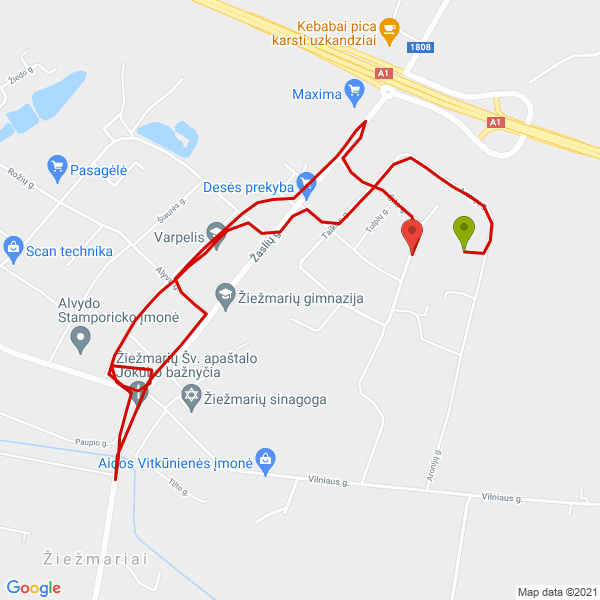 Kebabai pica
karsti uzkandziai
1808
A1
Žiedo g.
Maxima
A1
Pasagėlė
Rožių g.
Desės prekyba
Šiaurės g.
Tulpių g.
Varpelis
Žaslių g.
Scan technika
Žiežmarių gimnazija
Alvydo
Stamporicko įmonė
Žiežmarių Šv. apaštalo
Jokūbo bažnyčia
Žiežmarių sinagoga
Paupio g.
Aidos Vitkūnienės įmonė
Aronijų g.
Tilto g.
Vilniaus g.
Vilniaus g.
Žiežmariai
Google
Map data ©2021